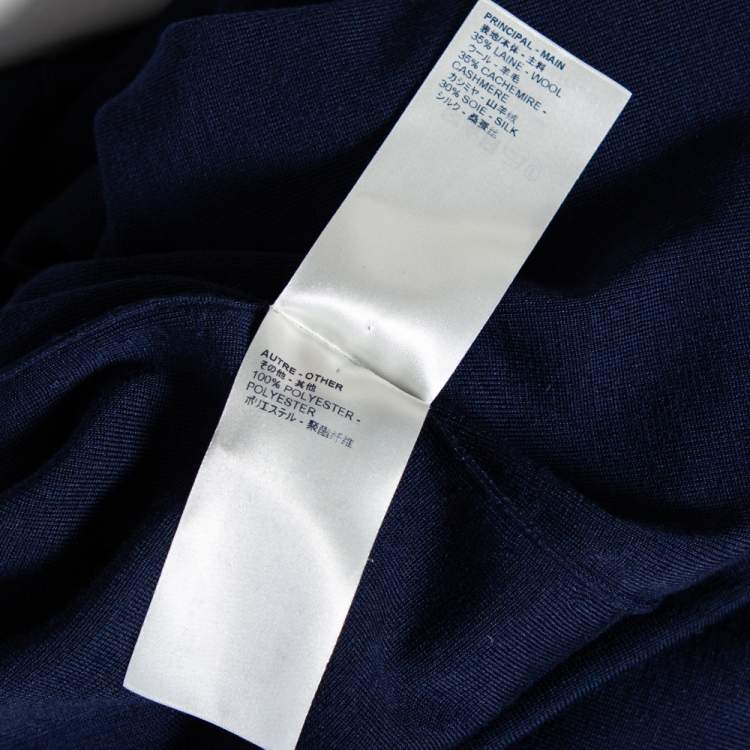 PRINCIPAL - MAIN
表地/本体 - 主料
35% LAINE - WOOL
ウール - 羊毛
35% CACHEMIRE -
CASHMERE
カシミヤ - 山羊绒
30% SOIE - SILK
シルク - 桑蚕丝
AUTRE - OTHER
その他 - 其他
100% POLYESTER -
POLYESTER
ポリエステル - 聚酯纤维